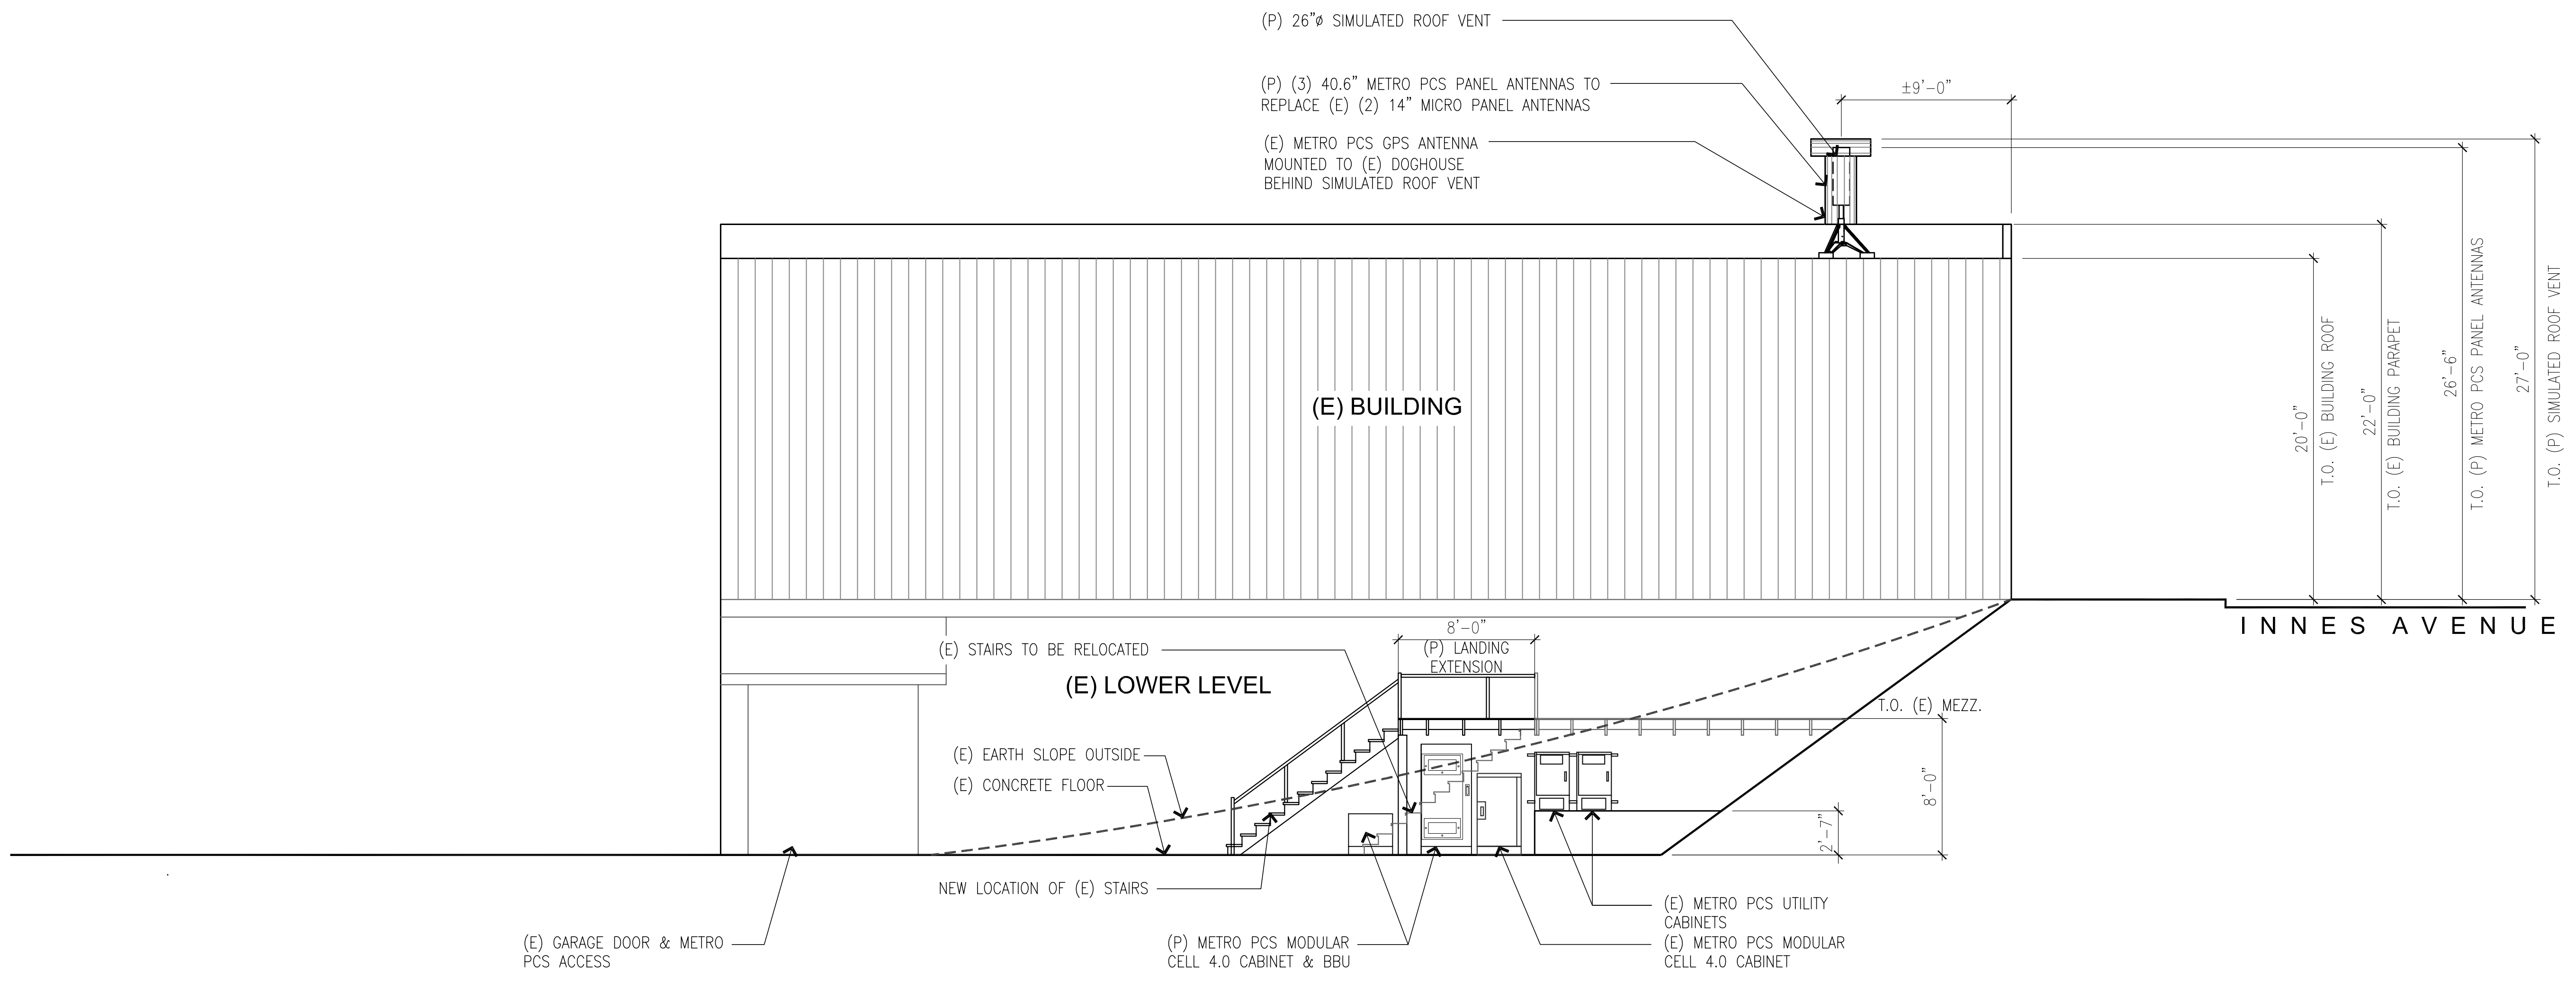 (P) 26"ø SIMULATED ROOF VENT
(P) (3) 40.6" METRO PCS PANEL ANTENNAS TO
REPLACE (E) (2) 14" MICRO PANEL ANTENNAS
(E) METRO PCS GPS ANTENNA
MOUNTED TO (E) DOGHOUSE
BEHIND SIMULATED ROOF VENT
±9'-0"
(E) BUILDING
20'-0"
T.O. (E) BUILDING ROOF
22'-0"
T.O. (E) BUILDING PARAPET
26'-6"
T.O. (P) METRO PCS PANEL ANTENNAS
27'-0"
T.O. (P) SIMULATED ROOF VENT
INNES AVENUE
8'-0"
(P) LANDING
EXTENSION
(E) STAIRS TO BE RELOCATED
(E) LOWER LEVEL
T.O. (E) MEZZ.
(E) EARTH SLOPE OUTSIDE
(E) CONCRETE FLOOR
8'-0"
2'-7"
NEW LOCATION OF (E) STAIRS
(E) METRO PCS UTILITY
CABINETS
(E) GARAGE DOOR & METRO
PCS ACCESS
(P) METRO PCS MODULAR
CELL 4.0 CABINET & BBU
(E) METRO PCS MODULAR
CELL 4.0 CABINET